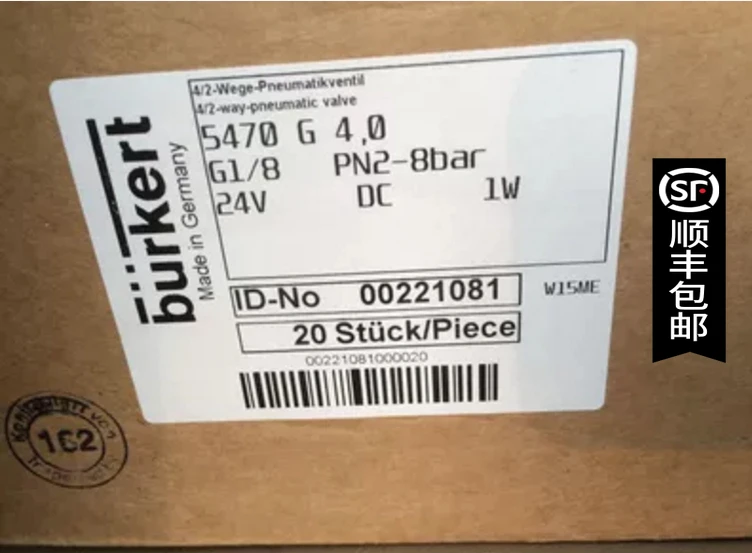 4/2-Wege-Pneumatikventil
4/2-way-pneumatic valve
5470 G 4,0
G1/8 PN2-8bar
24V DC 1W
bürkert
Made in Germany
ID-No 00221081
W15ME
20 Stück/Piece
00221081000020
162
SF
顺丰包邮